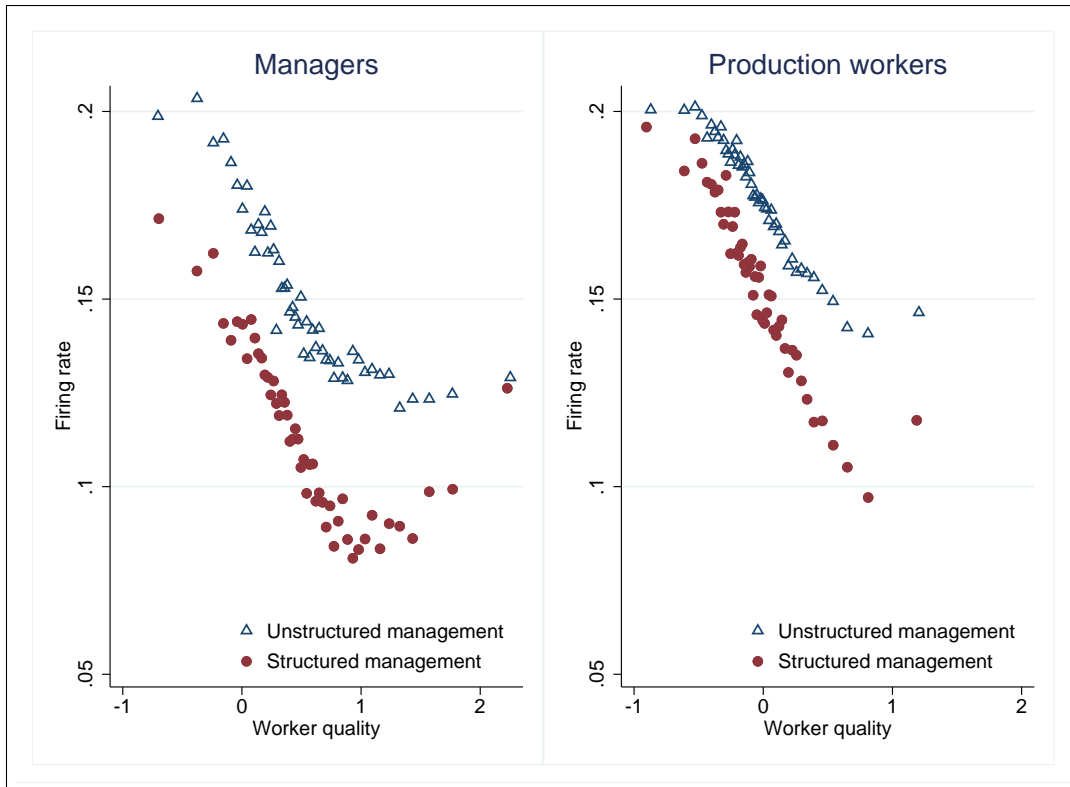 Managers
Firing rate
.2
.15
.1
.05
-1 0 1 2
Worker quality
Unstructured management
Structured management
Production workers
Firing rate
.2
.15
.1
.05
-1 0 1 2
Worker quality
Unstructured management
Structured management